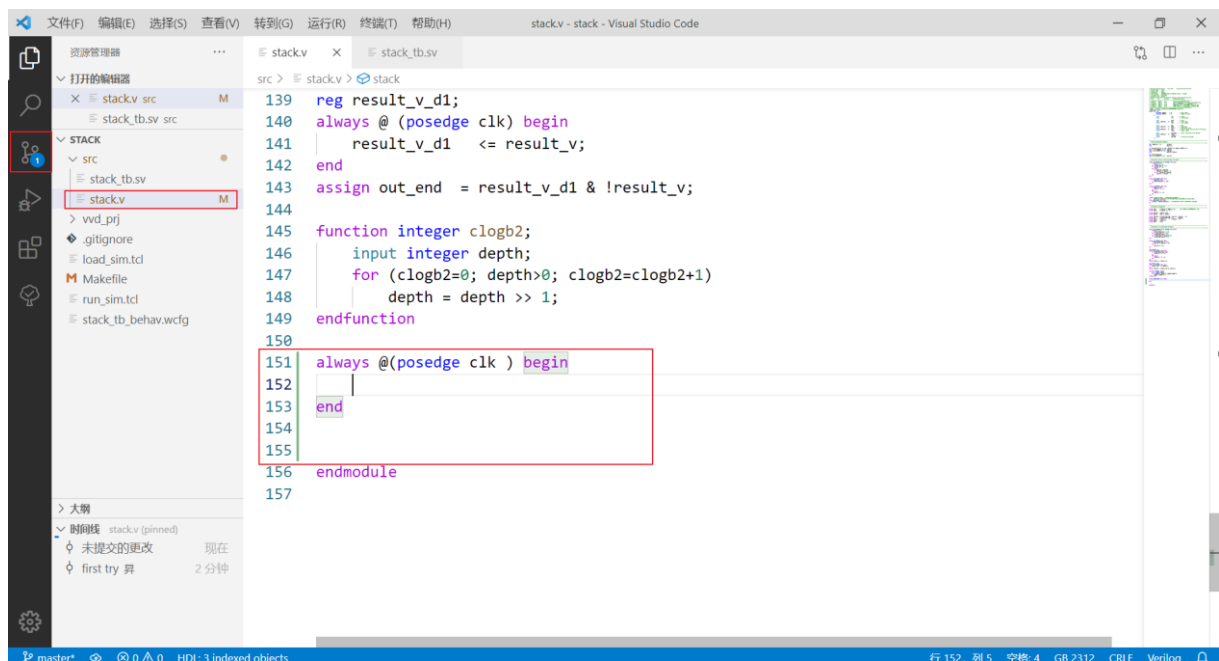 文件(F) 编辑(E) 选择(S) 查看(V) 转到(G) 运行(R) 终端(T) 帮助(H) stack.v - stack - Visual Studio Code
资源管理器 ···
打开的编辑器
stack.v src M
stack_tb.sv src
STACK
src
stack_tb.sv
stack.v M
vvd_prj
.gitignore
load_sim.tcl
M Makefile
run_sim.tcl
stack_tb_behav.wcfg
大纲
时间线 stack.v (pinned)
未提交的更改 现在
first try 昇 2 分钟
1
stack.v × stack_tb.sv
src > stack.v > stack
139 reg result_v_d1;
140 always @ (posedge clk) begin
141     result_v_d1   <= result_v;
142 end
143 assign out_end  = result_v_d1 & !result_v;
144
145 function integer clogb2;
146     input integer depth;
147     for (clogb2=0; depth>0; clogb2=clogb2+1)
148         depth = depth >> 1;
149 endfunction
150
151 always @(posedge clk ) begin
152
153 end
154
155
156 endmodule
157
master* 0 0 HDL: 3 indexed objects 行 152, 列 5 空格: 4 GB 2312 CRLF Verilog